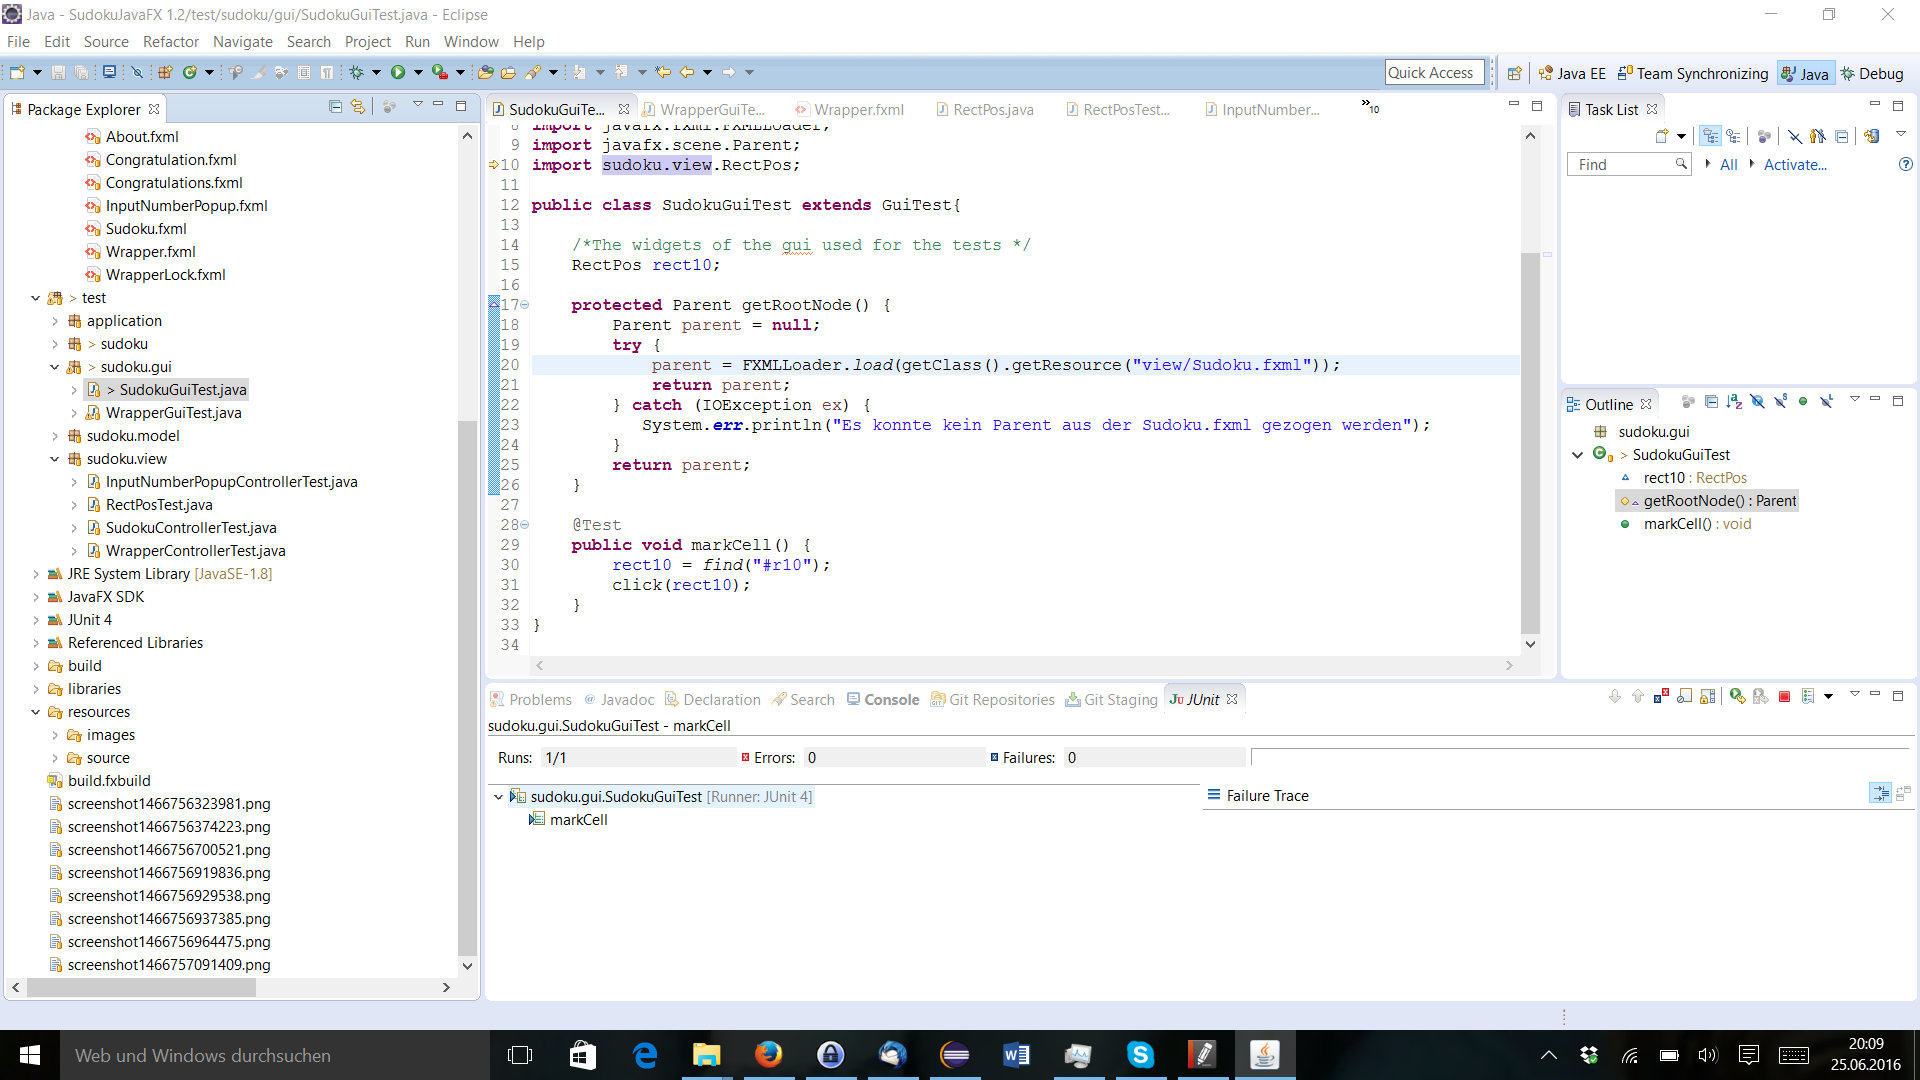 Java - SudokuJavaFX 1.2/test/sudoku/gui/SudokuGuiTest.java - Eclipse
File Edit Source Refactor Navigate Search Project Run Window Help
Quick Access
Java EE Team Synchronizing Java Debug
Package Explorer
About.fxml
Congratulation.fxml
Congratulations.fxml
InputNumberPopup.fxml
Sudoku.fxml
Wrapper.fxml
WrapperLock.fxml
> test
application
> sudoku
> sudoku.gui
> SudokuGuiTest.java
WrapperGuiTest.java
sudoku.model
sudoku.view
InputNumberPopupControllerTest.java
RectPosTest.java
SudokuControllerTest.java
WrapperControllerTest.java
JRE System Library [JavaSE-1.8]
JavaFX SDK
JUnit 4
Referenced Libraries
build
libraries
resources
images
source
build.fxbuild
screenshot1466756323981.png
screenshot1466756374223.png
screenshot1466756700521.png
screenshot1466756919836.png
screenshot1466756929538.png
screenshot1466756937385.png
screenshot1466756964475.png
screenshot1466757091409.png
SudokuGuiTe... WrapperGuiTe... Wrapper.fxml RectPos.java RectPosTest... InputNumber... »10
8 import javafx.fxml.FXMLLoader;
9 import javafx.scene.Parent;
10 import sudoku.view.RectPos;
11
12 public class SudokuGuiTest extends GuiTest{
13
14 /*The widgets of the gui used for the tests */
15 RectPos rect10;
16
17 protected Parent getRootNode() {
18 Parent parent = null;
19 try {
20 parent = FXMLLoader.load(getClass().getResource("view/Sudoku.fxml"));
21 return parent;
22 } catch (IOException ex) {
23 System.err.println("Es konnte kein Parent aus der Sudoku.fxml gezogen werden");
24 }
25 return parent;
26 }
27
28 @Test
29 public void markCell() {
30 rect10 = find("#r10");
31 click(rect10);
32 }
33 }
34
Task List
Find All Activate...
Outline
sudoku.gui
> SudokuGuiTest
rect10 : RectPos
getRootNode() : Parent
markCell() : void
Problems @ Javadoc Declaration Search Console Git Repositories Git Staging JUnit
sudoku.gui.SudokuGuiTest - markCell
Runs: 1/1 Errors: 0 Failures: 0
sudoku.gui.SudokuGuiTest [Runner: JUnit 4]
markCell
Failure Trace
Web und Windows durchsuchen
20:09
25.06.2016